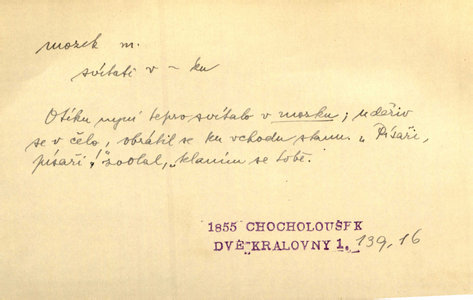 mozek m.
svítati v ~ ku
Otíku nyní teprv svítalo v mozku; udeřiv
se v čelo, obrátil se ku vchodu stanu. „Písaři,
písaři!" zvolal, „klaním se tobě.
1855 CHOCHOLOUŠEK
DVĚ KRALOVNY 1. 139,16